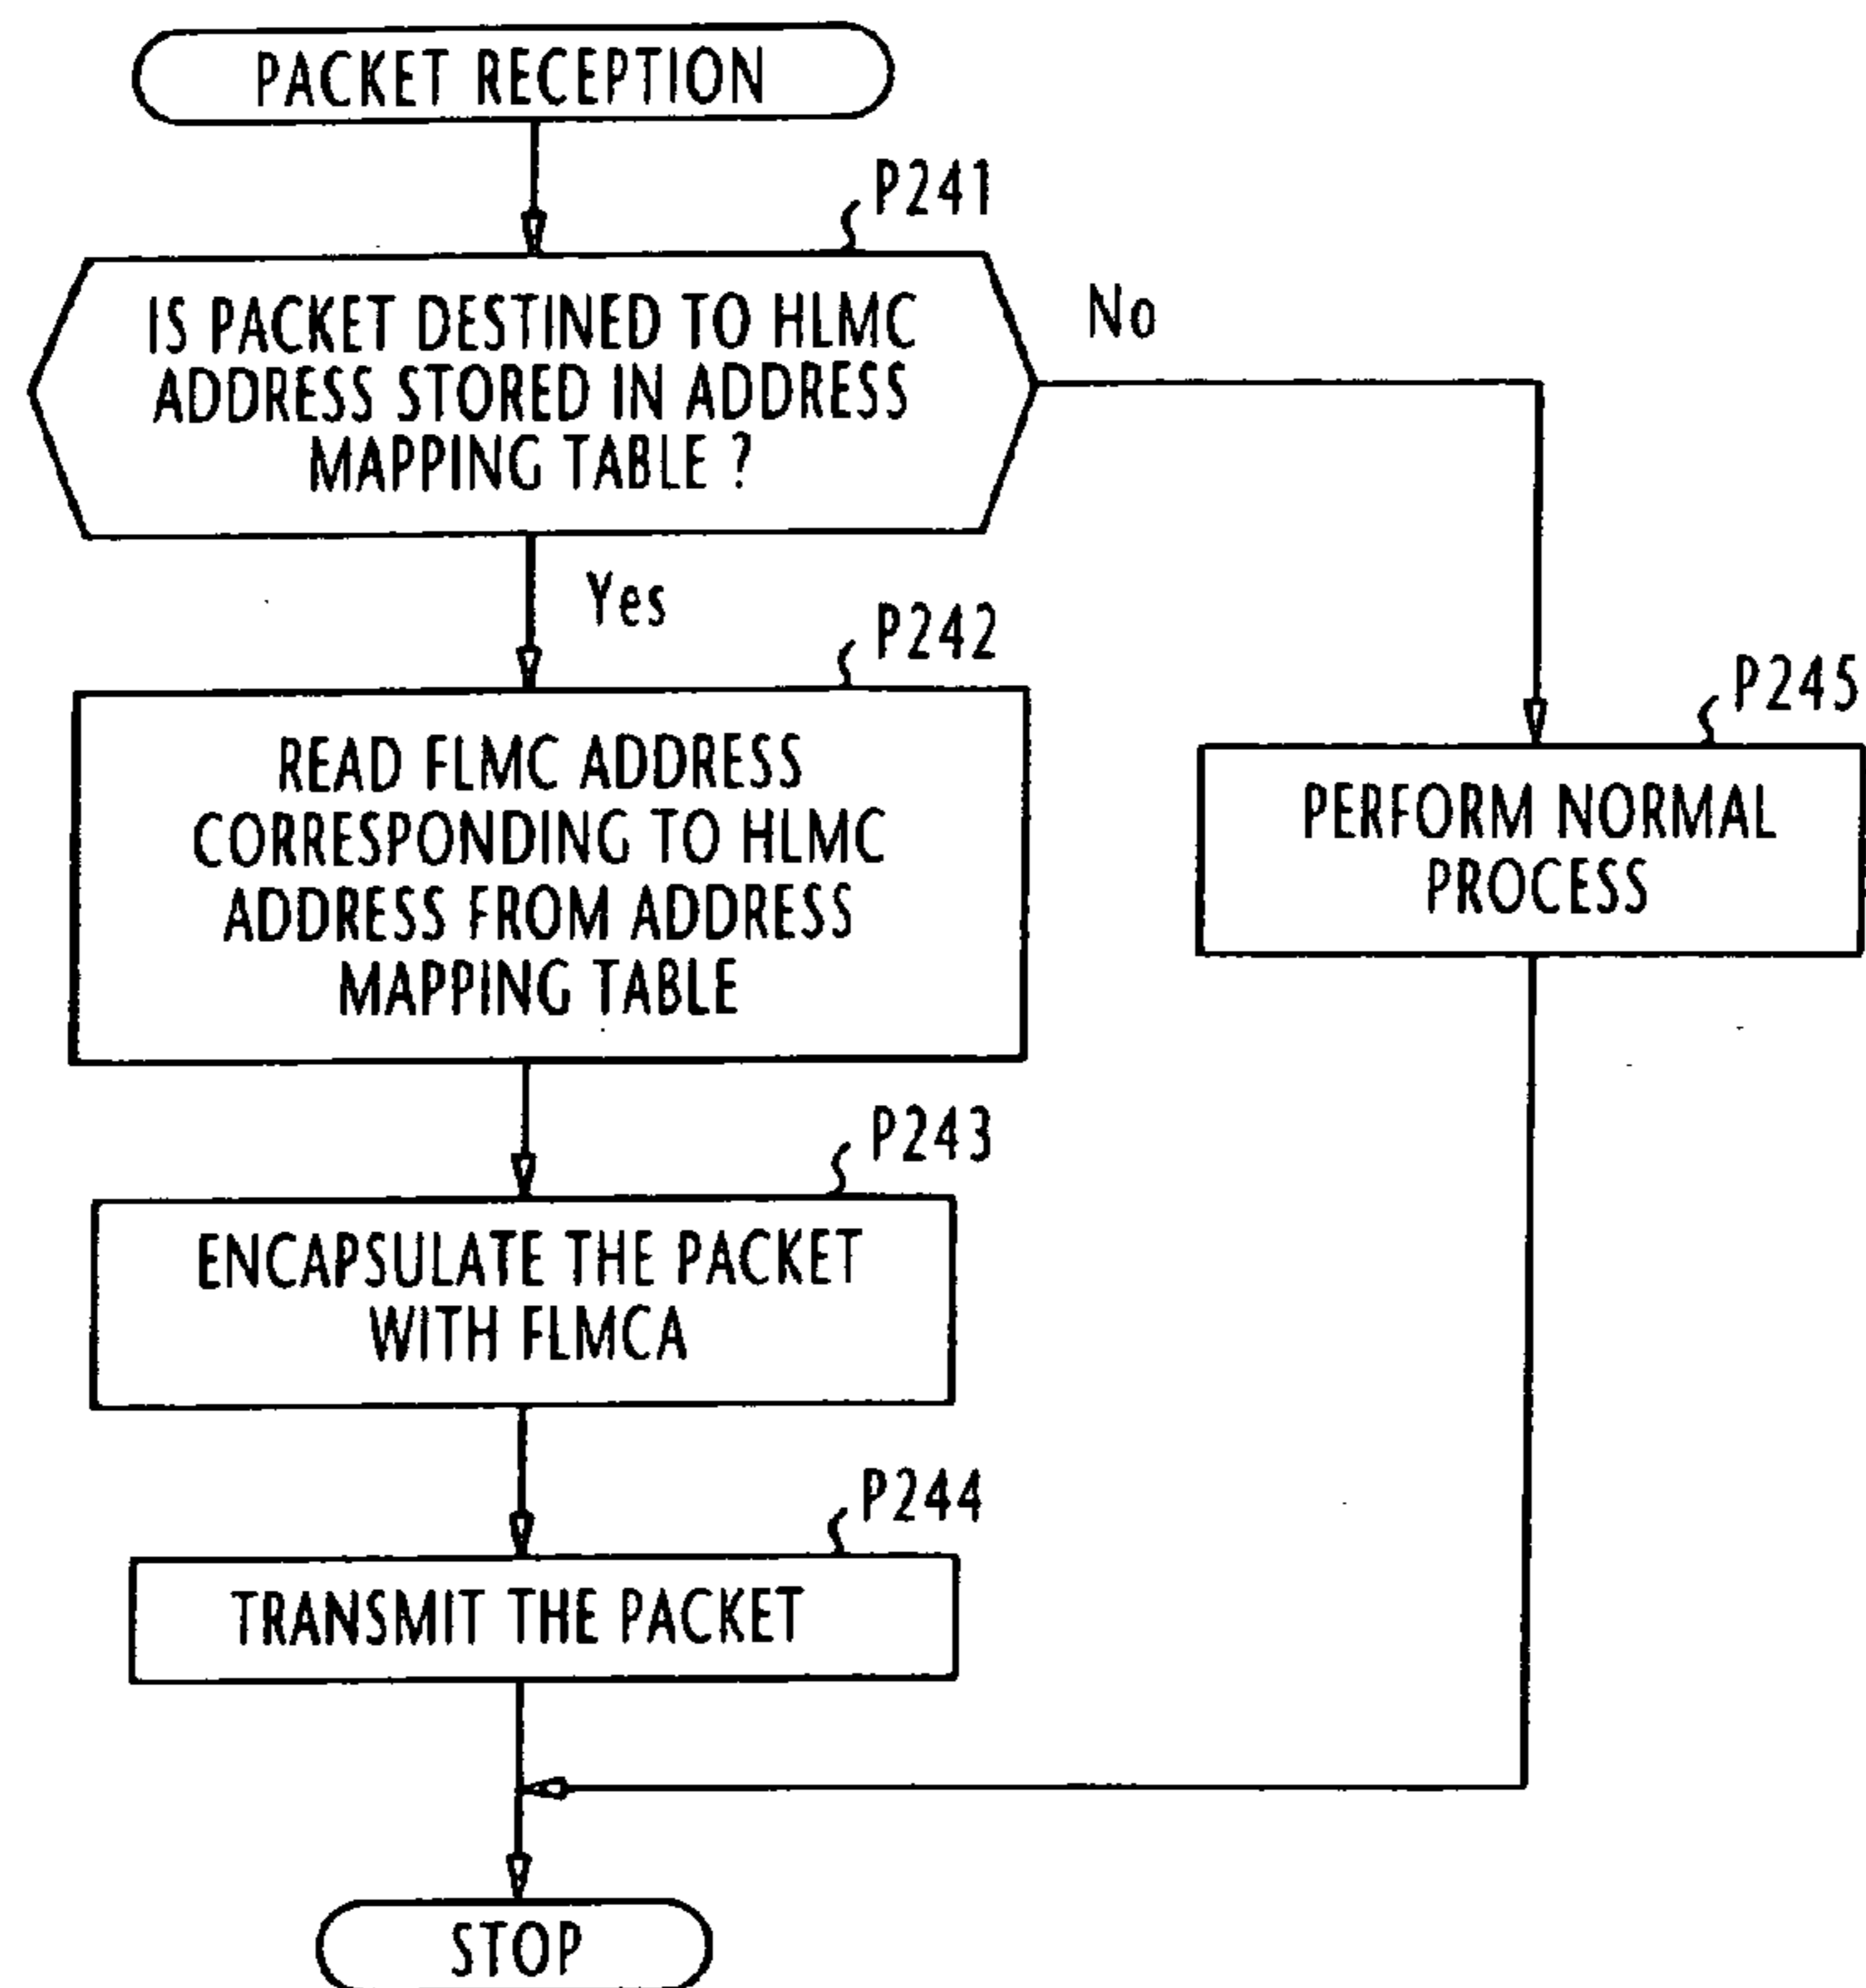 PACKET RECEPTION
P241
IS PACKET DESTINED TO HLMC
ADDRESS STORED IN ADDRESS
MAPPING TABLE ?
No
Yes
P242
READ FLMC ADDRESS
CORRESPONDING TO HLMC
ADDRESS FROM ADDRESS
MAPPING TABLE
P245
PERFORM NORMAL
PROCESS
P243
ENCAPSULATE THE PACKET
WITH FLMCA
P244
TRANSMIT THE PACKET
STOP